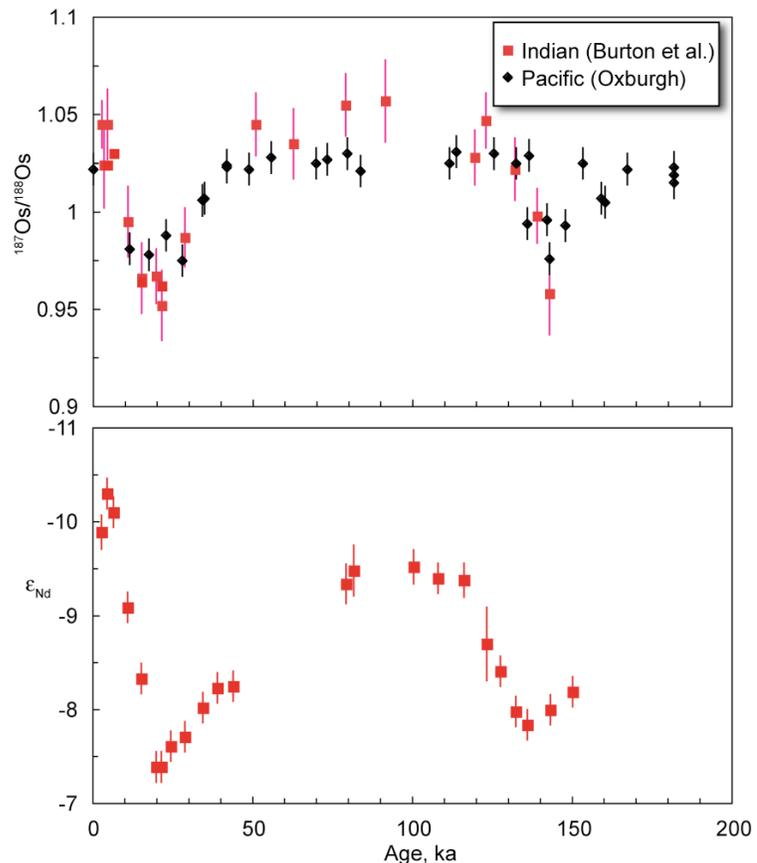 1.1
Indian (Burton et al.)
Pacific (Oxburgh)
1.05
1
0.95
0.9
¹⁸⁷Os/¹⁸⁸Os
-11
-10
-9
-8
-7
εNd
0 50 100 150 200
Age, ka